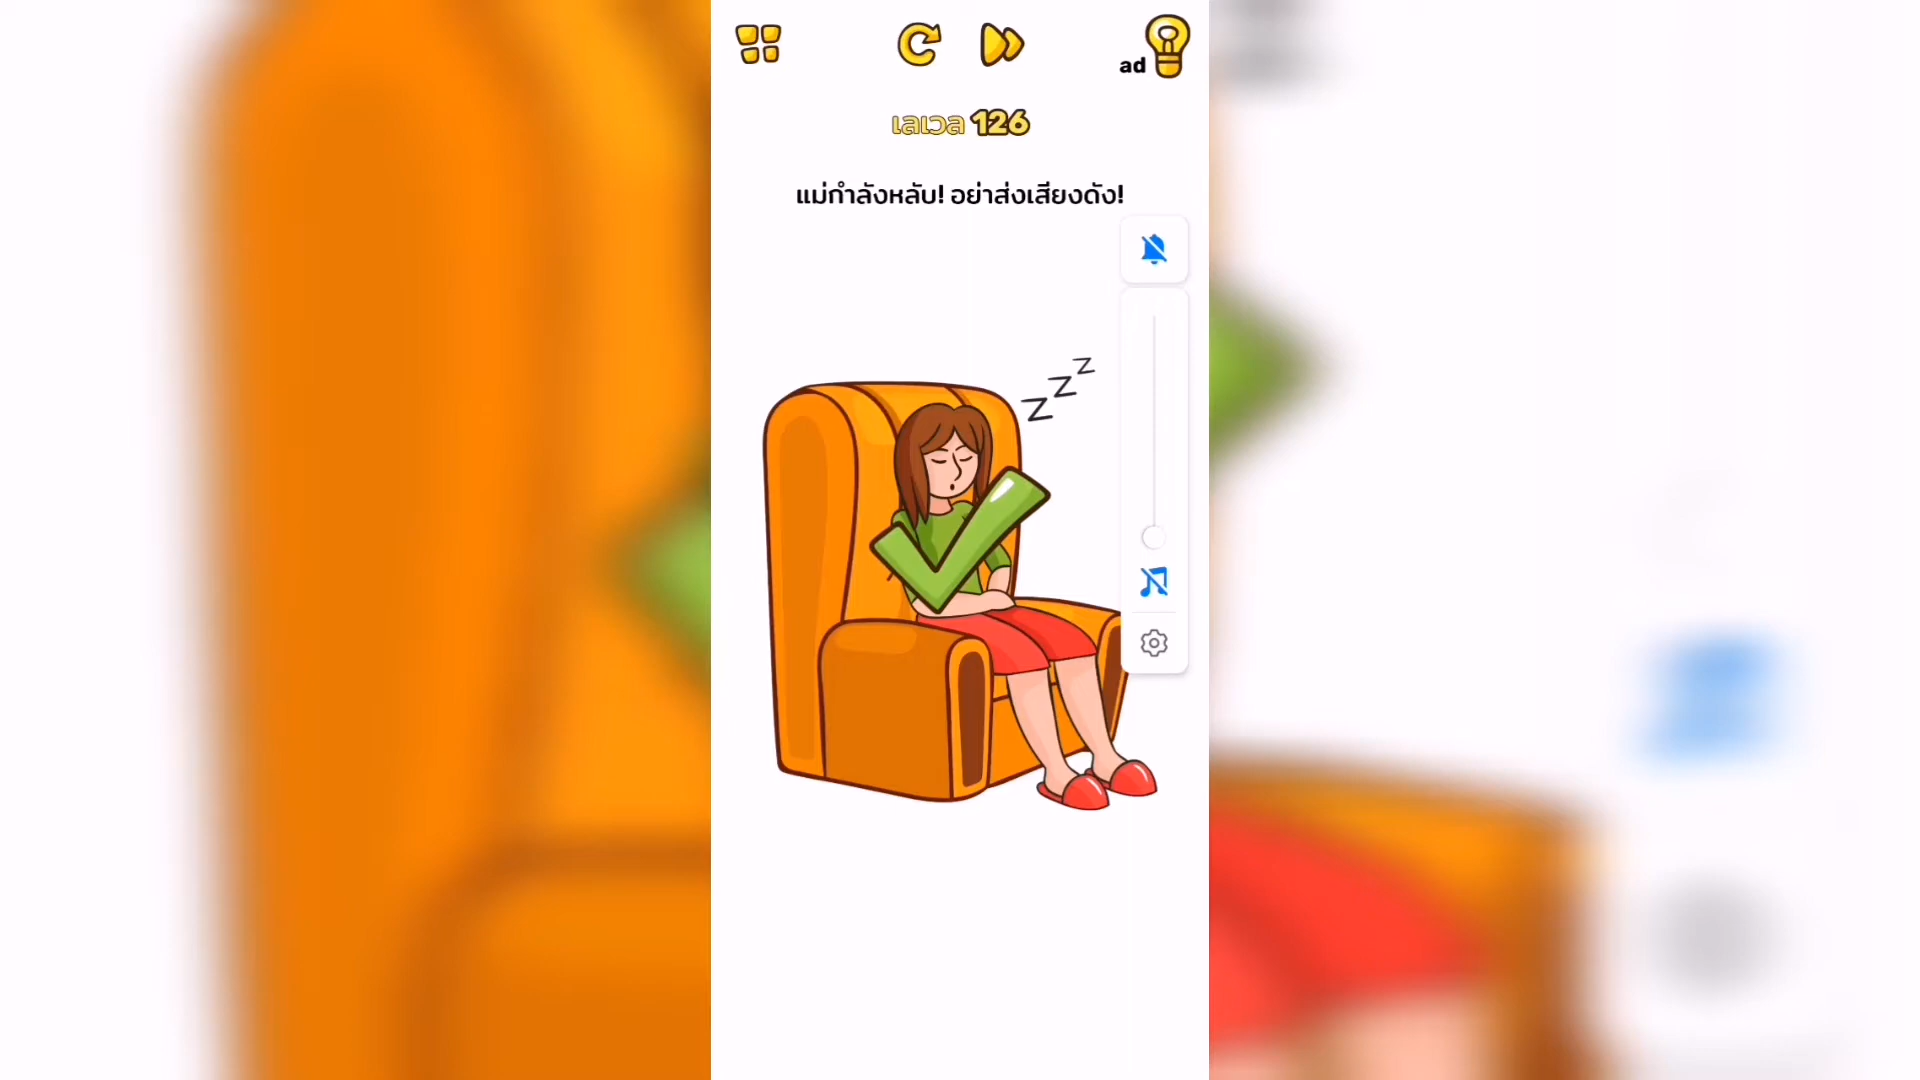 ad
เลเวล 126
แม่กำลังหลับ! อย่าส่งเสียงดัง!
z z z